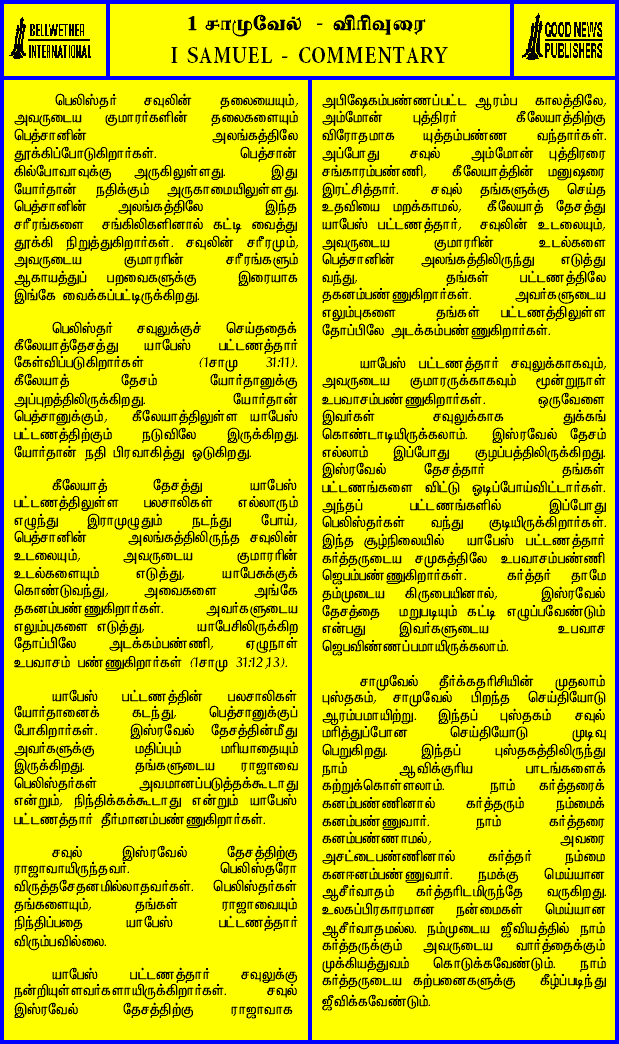 BELLWETHER
INTERNATIONAL
1 சாமுவேல் - விரிவுரை
I SAMUEL - COMMENTARY
GOOD NEWS
PUBLISHERS
பெலிஸ்தர் சவுலின் தலையையும்,
அவருடைய குமாரர்களின் தலைகளையும்
பெத்சானின் அலங்கத்திலே
தூக்கிப்போடுகிறார்கள். பெத்சான்
கில்போவாவுக்கு அருகிலுள்ளது. இது
யோர்தான் நதிக்கும் அருகாமையிலுள்ளது.
பெத்சானின் அலங்கத்திலே இந்த
சரீரங்களை சங்கிலிகளினால் கட்டி வைத்து
தூக்கி நிறுத்துகிறார்கள். சவுலின் சரீரமும்,
அவருடைய குமாரரின் சரீரங்களும்
ஆகாயத்துப் பறவைகளுக்கு இரையாக
இங்கே வைக்கப்பட்டிருக்கிறது.
பெலிஸ்தர் சவுலுக்குச் செய்ததைக்
கீலேயாத்தேசத்து யாபேஸ் பட்டணத்தார்
கேள்விப்படுகிறார்கள் (1சாமு 31:11).
கீலேயாத் தேசம் யோர்தானுக்கு
அப்புறத்திலிருக்கிறது. யோர்தான்
பெத்சானுக்கும், கீலேயாத்திலுள்ள யாபேஸ்
பட்டணத்திற்கும் நடுவிலே இருக்கிறது.
யோர்தான் நதி பிரவாகித்து ஓடுகிறது.
கீலேயாத் தேசத்து யாபேஸ்
பட்டணத்திலுள்ள பலசாலிகள் எல்லாரும்
எழுந்து இராமுழுதும் நடந்து போய்,
பெத்சானின் அலங்கத்திலிருந்த சவுலின்
உடலையும், அவருடைய குமாரரின்
உடல்களையும் எடுத்து, யாபேசுக்குக்
கொண்டுவந்து, அவைகளை அங்கே
தகனம்பண்ணுகிறார்கள். அவர்களுடைய
எலும்புகளை எடுத்து, யாபேசிலிருக்கிற
தோப்பிலே அடக்கம்பண்ணி, ஏழுநாள்
உபவாசம் பண்ணுகிறார்கள் (1சாமு 31:12,13).
யாபேஸ் பட்டணத்தின் பலசாலிகள்
யோர்தானைக் கடந்து, பெத்சானுக்குப்
போகிறார்கள். இஸ்ரவேல் தேசத்தின்மீது
அவர்களுக்கு மதிப்பும் மரியாதையும்
இருக்கிறது. தங்களுடைய ராஜாவை
பெலிஸ்தர்கள் அவமானப்படுத்தக்கூடாது
என்றும், நிந்திக்கக்கூடாது என்றும் யாபேஸ்
பட்டணத்தார் தீர்மானம்பண்ணுகிறார்கள்.
சவுல் இஸ்ரவேல் தேசத்திற்கு
ராஜாவாயிருந்தவர். பெலிஸ்தரோ
விருத்தசேதனமில்லாதவர்கள். பெலிஸ்தர்கள்
தங்களையும், தங்கள் ராஜாவையும்
நிந்திப்பதை யாபேஸ் பட்டணத்தார்
விரும்பவில்லை.
யாபேஸ் பட்டணத்தார் சவுலுக்கு
நன்றியுள்ளவர்களாயிருக்கிறார்கள். சவுல்
இஸ்ரவேல் தேசத்திற்கு ராஜாவாக
அபிஷேகம்பண்ணப்பட்ட ஆரம்ப காலத்திலே,
அம்மோன் புத்திரர் கீலேயாத்திற்கு
விரோதமாக யுத்தம்பண்ண வந்தார்கள்.
அப்போது சவுல் அம்மோன் புத்திரரை
சங்காரம்பண்ணி, கீலேயாத்தின் மனுஷரை
இரட்சித்தார். சவுல் தங்களுக்கு செய்த
உதவியை மறக்காமல், கீலேயாத் தேசத்து
யாபேஸ் பட்டணத்தார், சவுலின் உடலையும்,
அவருடைய குமாரரின் உடல்களை
பெத்சானின் அலங்கத்திலிருந்து எடுத்து
வந்து, தங்கள் பட்டணத்திலே
தகனம்பண்ணுகிறார்கள். அவர்களுடைய
எலும்புகளை தங்கள் பட்டணத்திலுள்ள
தோப்பிலே அடக்கம்பண்ணுகிறார்கள்.
யாபேஸ் பட்டணத்தார் சவுலுக்காகவும்,
அவருடைய குமாரருக்காகவும் மூன்றுநாள்
உபவாசம்பண்ணுகிறார்கள். ஒருவேளை
இவர்கள் சவுலுக்காக துக்கங்
கொண்டாடியிருக்கலாம். இஸ்ரவேல் தேசம்
எல்லாம் இப்போது குழப்பத்திலிருக்கிறது.
இஸ்ரவேல் தேசத்தார் தங்கள்
பட்டணங்களை விட்டு ஓடிப்போய்விட்டார்கள்.
அந்தப் பட்டணங்களில் இப்போது
பெலிஸ்தர்கள் வந்து குடியிருக்கிறார்கள்.
இந்த சூழ்நிலையில் யாபேஸ் பட்டணத்தார்
கர்த்தருடைய சமுகத்திலே உபவாசம்பண்ணி
ஜெபம்பண்ணுகிறார்கள். கர்த்தர் தாமே
தம்முடைய கிருபையினால், இஸ்ரவேல்
தேசத்தை மறுபடியும் கட்டி எழுப்பவேண்டும்
என்பது இவர்களுடைய உபவாச
ஜெபவிண்ணப்பமாயிருக்கலாம்.
சாமுவேல் தீர்க்கதரிசியின் முதலாம்
புஸ்தகம், சாமுவேல் பிறந்த செய்தியோடு
ஆரம்பமாயிற்று. இந்தப் புஸ்தகம் சவுல்
மரித்துப்போன செய்தியோடு முடிவு
பெறுகிறது. இந்தப் புஸ்தகத்திலிருந்து
நாம் ஆவிக்குரிய பாடங்களைக்
கற்றுக்கொள்ளலாம். நாம் கர்த்தரைக்
கனம்பண்ணினால் கர்த்தரும் நம்மைக்
கனம்பண்ணுவார். நாம் கர்த்தரை
கனம்பண்ணாமல், அவரை
அசட்டைபண்ணினால் கர்த்தர் நம்மை
கனஈனம்பண்ணுவார். நமக்கு மெய்யான
ஆசீர்வாதம் கர்த்தரிடமிருந்தே வருகிறது.
உலகப்பிரகாரமான நன்மைகள் மெய்யான
ஆசீர்வாதமல்ல. நம்முடைய ஜீவியத்தில் நாம்
கர்த்தருக்கும் அவருடைய வார்த்தைக்கும்
முக்கியத்துவம் கொடுக்கவேண்டும். நாம்
கர்த்தருடைய கற்பனைகளுக்கு கீழ்ப்படிந்து
ஜீவிக்கவேண்டும்.